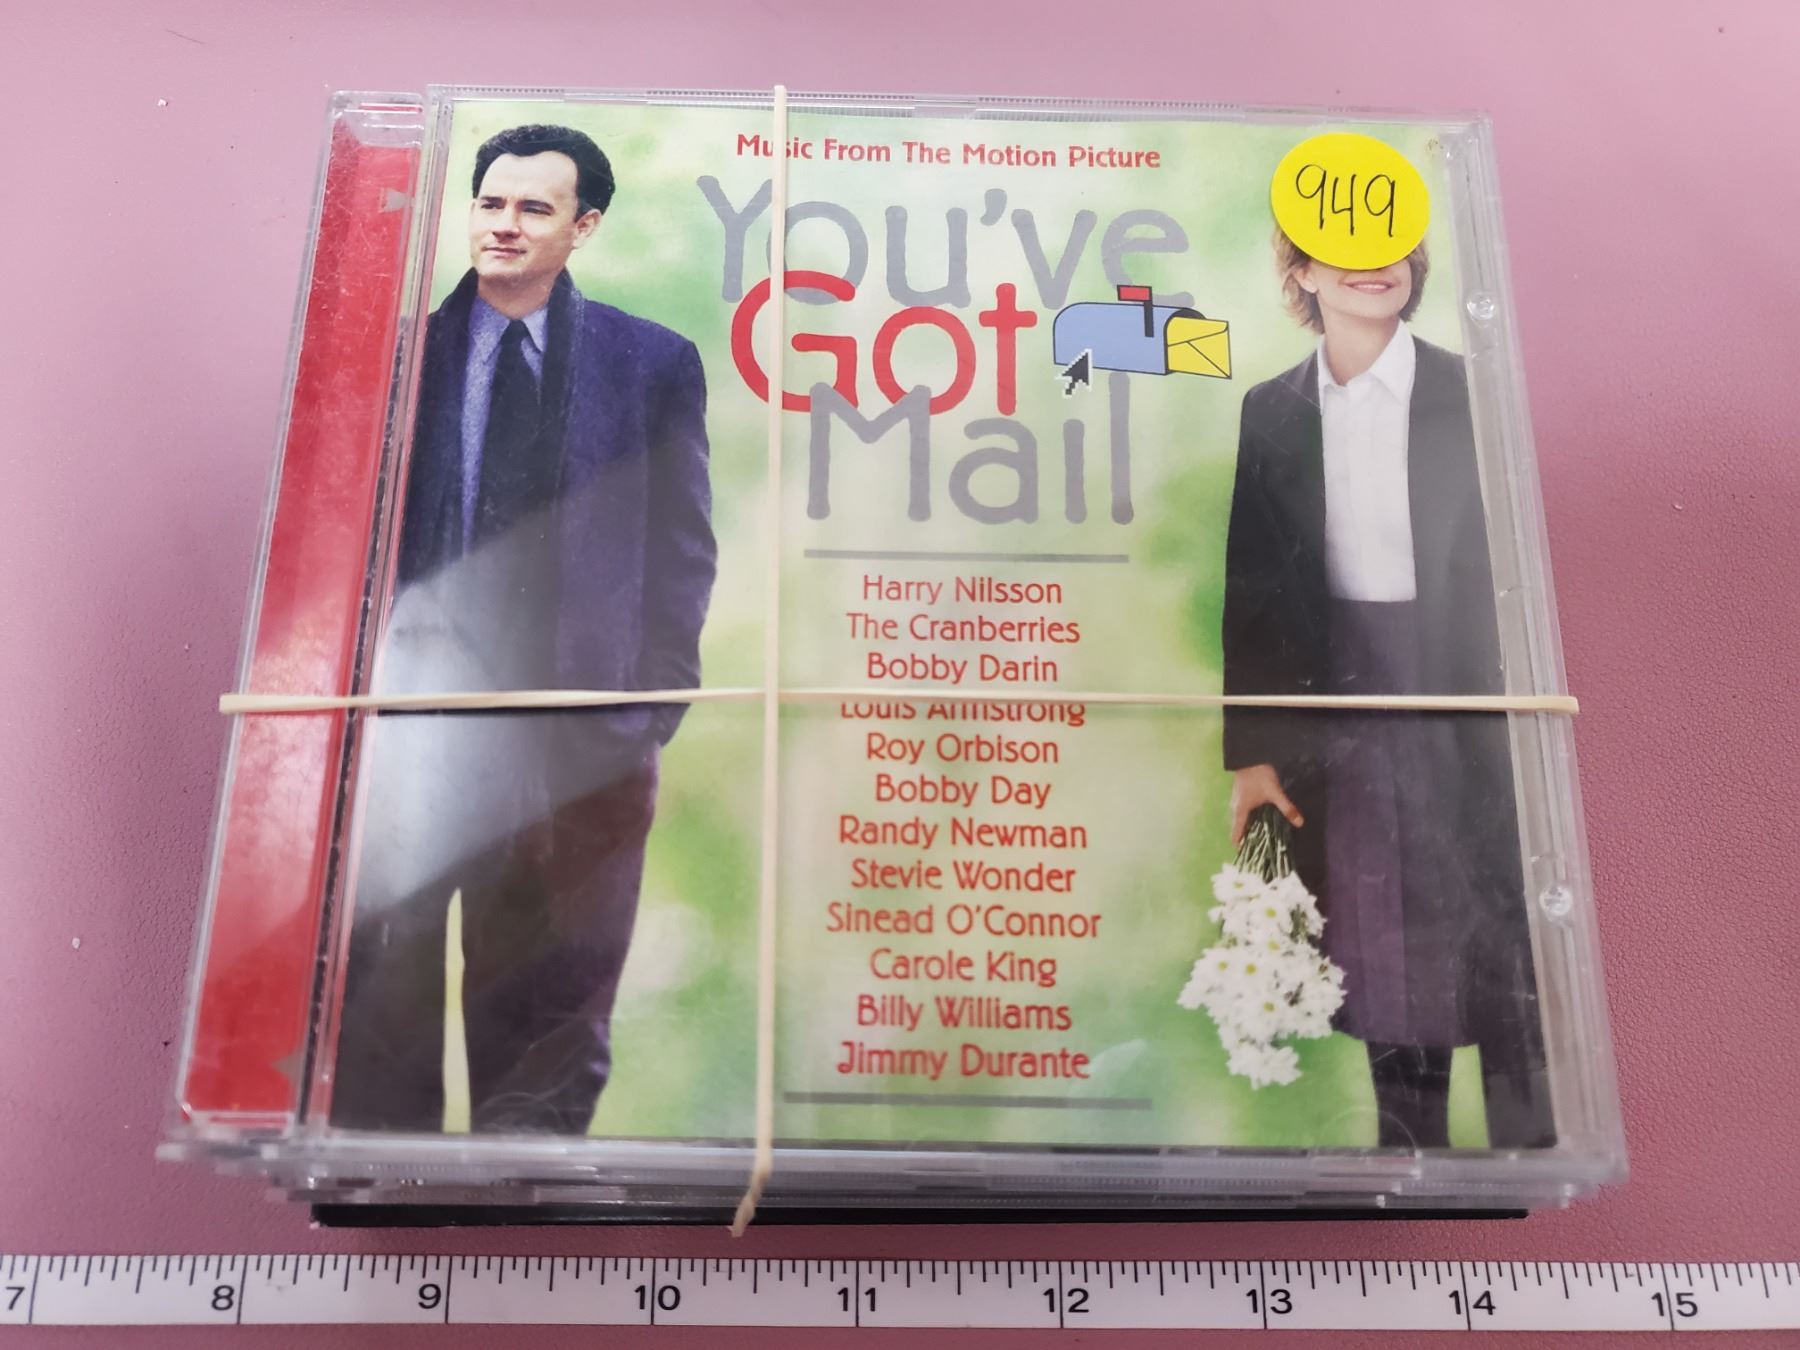 Music From The Motion Picture
949
You've
Got
Mail
Harry Nilsson
The Cranberries
Bobby Darin
Louis Armstrong
Roy Orbison
Bobby Day
Randy Newman
Stevie Wonder
Sinead O'Connor
Carole King
Billy Williams
Jimmy Durante
7 8 9 10 11 12 13 14 15